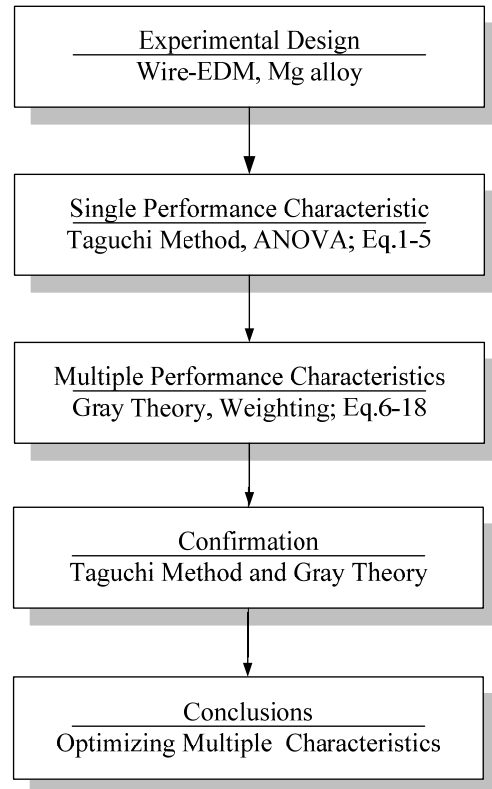 Experimental Design
Wire-EDM, Mg alloy
Single Performance Characteristic
Taguchi Method, ANOVA; Eq.1-5
Multiple Performance Characteristics
Gray Theory, Weighting; Eq.6-18
Confirmation
Taguchi Method and Gray Theory
Conclusions
Optimizing Multiple Characteristics